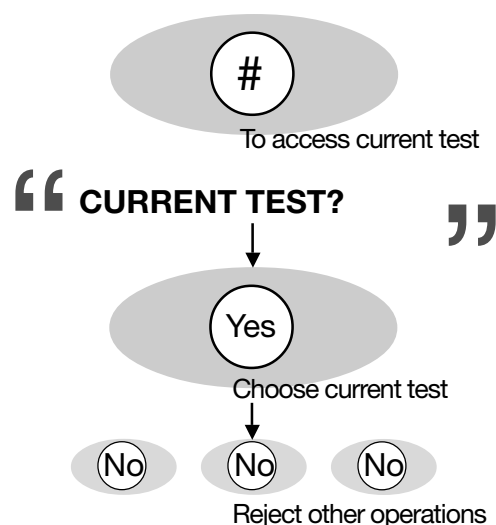 #
To access current test
“ CURRENT TEST? ”
Yes
Choose current test
No No No
Reject other operations